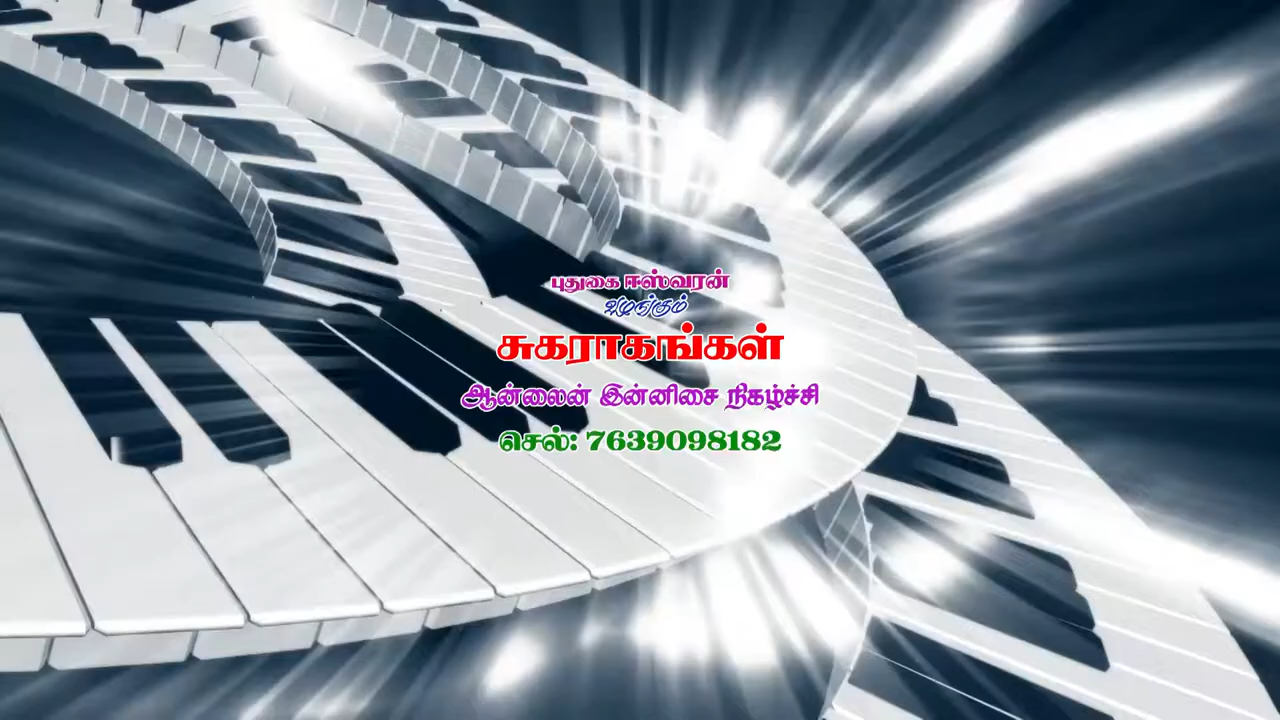 புதுகை ஈஸ்வரன்
வழங்கும்
சுகராகங்கள்
ஆன்லைன் இன்னிசை நிகழ்ச்சி
செல்: 7639098182